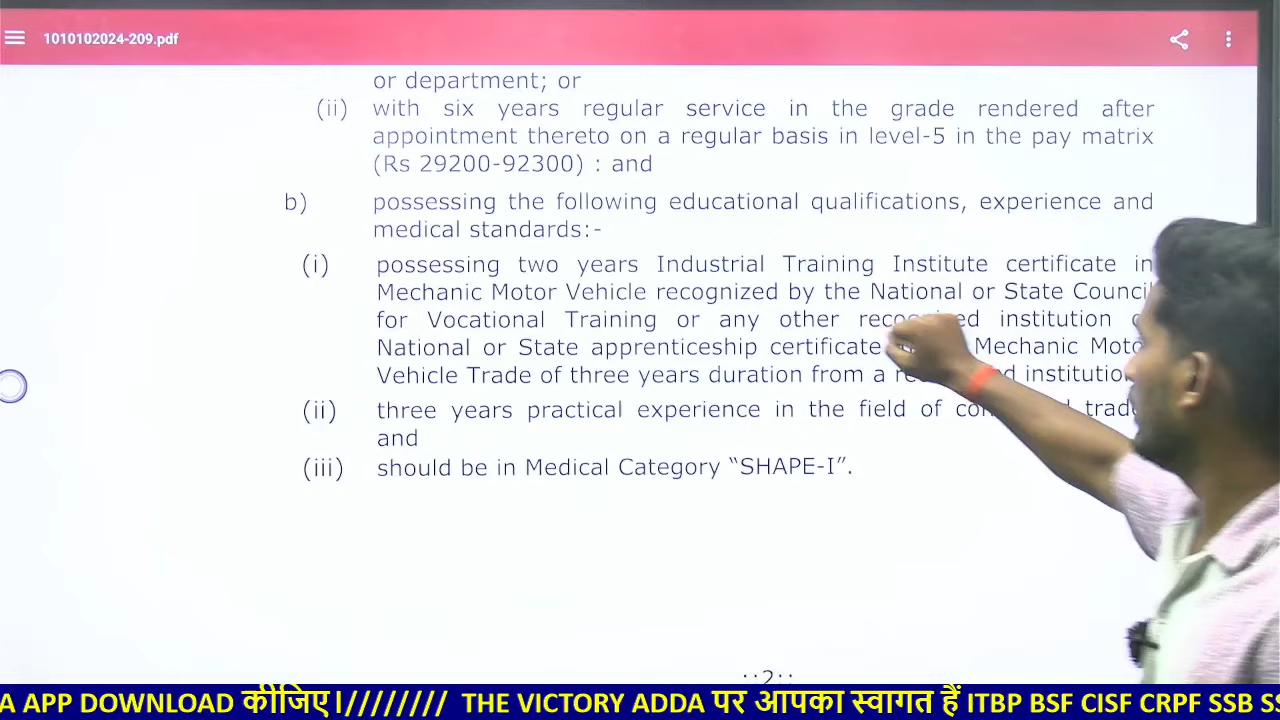 1010102024-209.pdf
or department; or
(ii) with six years regular service in the grade rendered after
appointment thereto on a regular basis in level-5 in the pay matrix
(Rs 29200-92300) : and
b) possessing the following educational qualifications, experience and
medical standards:-
(i) possessing two years Industrial Training Institute certificate in
Mechanic Motor Vehicle recognized by the National or State Council
for Vocational Training or any other recognized institution
National or State apprenticeship certificate Mechanic Motor
Vehicle Trade of three years duration from a institution
(ii) three years practical experience in the field of trade
and
(iii) should be in Medical Category “SHAPE-I”.
::2::
A APP DOWNLOAD कीजिए।//////// THE VICTORY ADDA पर आपका स्वागत हैं ITBP BSF CISF CRPF SSB